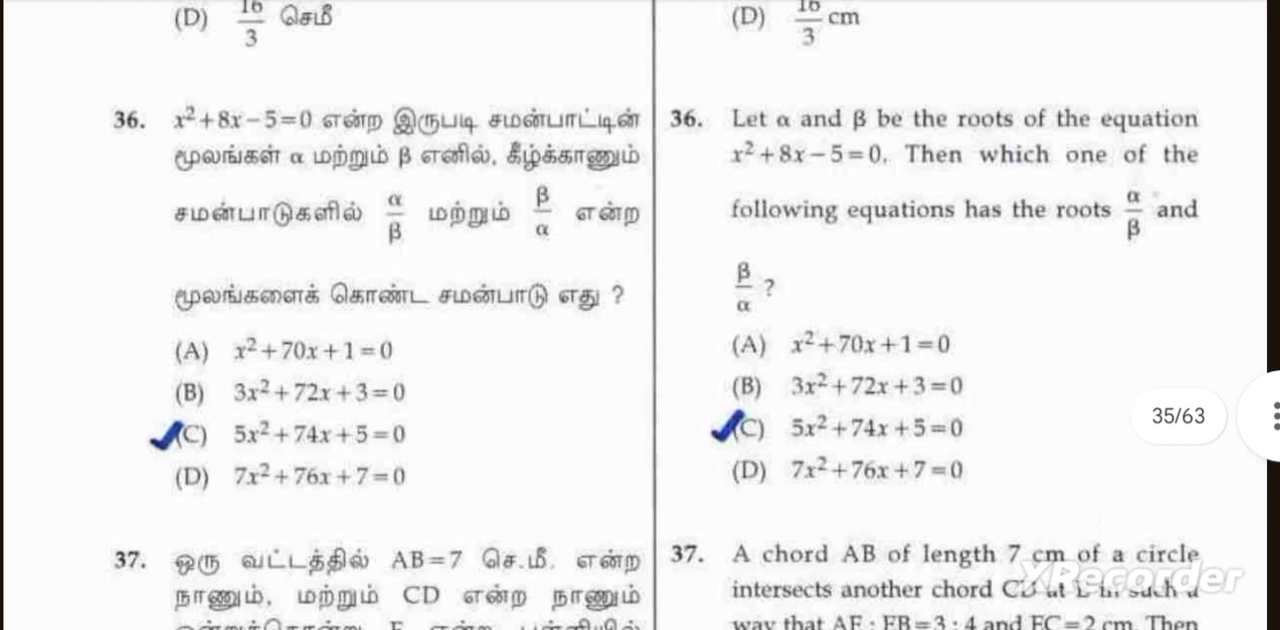 (D) 16/3 செமீ
36. x²+8x−5=0 என்ற இருபடி சமன்பாட்டின்
மூலங்கள் α மற்றும் β எனில், கீழ்க்காணும்
சமன்பாடுகளில் α/β மற்றும் β/α என்ற
மூலங்களைக் கொண்ட சமன்பாடு எது ?
(A) x²+70x+1=0
(B) 3x²+72x+3=0
(C) 5x²+74x+5=0
(D) 7x²+76x+7=0
37. ஒரு வட்டத்தில் AB=7 செ.மீ. என்ற
நாணும், மற்றும் CD என்ற நாணும்
(D) 16/3 cm
36. Let α and β be the roots of the equation
x²+8x−5=0. Then which one of the
following equations has the roots α/β and
β/α ?
(A) x²+70x+1=0
(B) 3x²+72x+3=0
(C) 5x²+74x+5=0
(D) 7x²+76x+7=0
37. A chord AB of length 7 cm of a circle
intersects another chord CD at E in such a
way that AE : EB=3 : 4 and EC=2 cm. Then
35/63
XRecorder